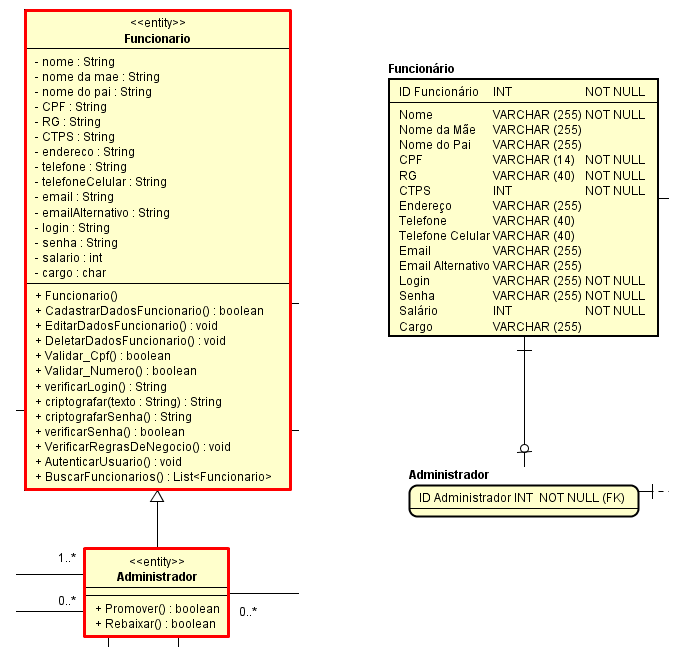 <<entity>>
Funcionario
- nome : String
- nome da mae : String
- nome do pai : String
- CPF : String
- RG : String
- CTPS : String
- endereco : String
- telefone : String
- telefoneCelular : String
- email : String
- emailAlternativo : String
- login : String
- senha : String
- salario : int
- cargo : char
+ Funcionario()
+ CadastrarDadosFuncionario() : boolean
+ EditarDadosFuncionario() : void
+ DeletarDadosFuncionario() : void
+ Validar_Cpf() : boolean
+ Validar_Numero() : boolean
+ verificarLogin() : String
+ criptografar(texto : String) : String
+ criptografarSenha() : String
+ verificarSenha() : boolean
+ VerificarRegrasDeNegocio() : void
+ AutenticarUsuario() : void
+ BuscarFuncionarios() : List<Funcionario>
1..*
0..*
<<entity>>
Administrador
+ Promover() : boolean
+ Rebaixar() : boolean
0..*
Funcionário
ID Funcionário INT NOT NULL
Nome VARCHAR (255) NOT NULL
Nome da Mãe VARCHAR (255)
Nome do Pai VARCHAR (255)
CPF VARCHAR (14) NOT NULL
RG VARCHAR (40) NOT NULL
CTPS INT NOT NULL
Endereço VARCHAR (255)
Telefone VARCHAR (40)
Telefone Celular VARCHAR (40)
Email VARCHAR (255)
Email Alternativo VARCHAR (255)
Login VARCHAR (255) NOT NULL
Senha VARCHAR (255) NOT NULL
Salário INT NOT NULL
Cargo VARCHAR (255)
Administrador
ID Administrador INT NOT NULL (FK)